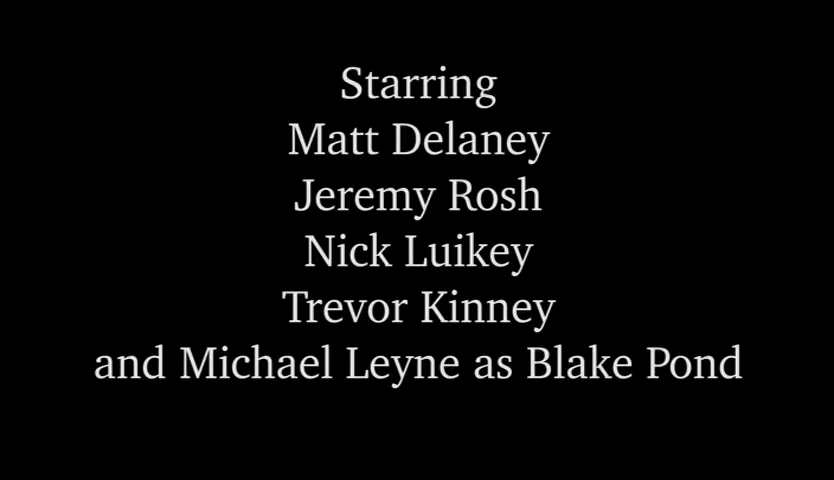 Starring
Matt Delaney
Jeremy Rosh
Nick Luikey
Trevor Kinney
and Michael Leyne as Blake Pond